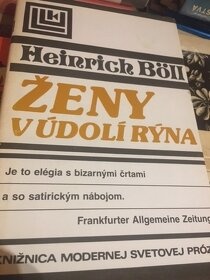 Heinrich Böll
ŽENY
V ÚDOLÍ RÝNA
Je to elégia s bizarnými črtami
a so satirickým nábojom.
Frankfurter Allgemeine Zeitung
KNIŽNICA MODERNEJ SVETOVEJ PRÓZY